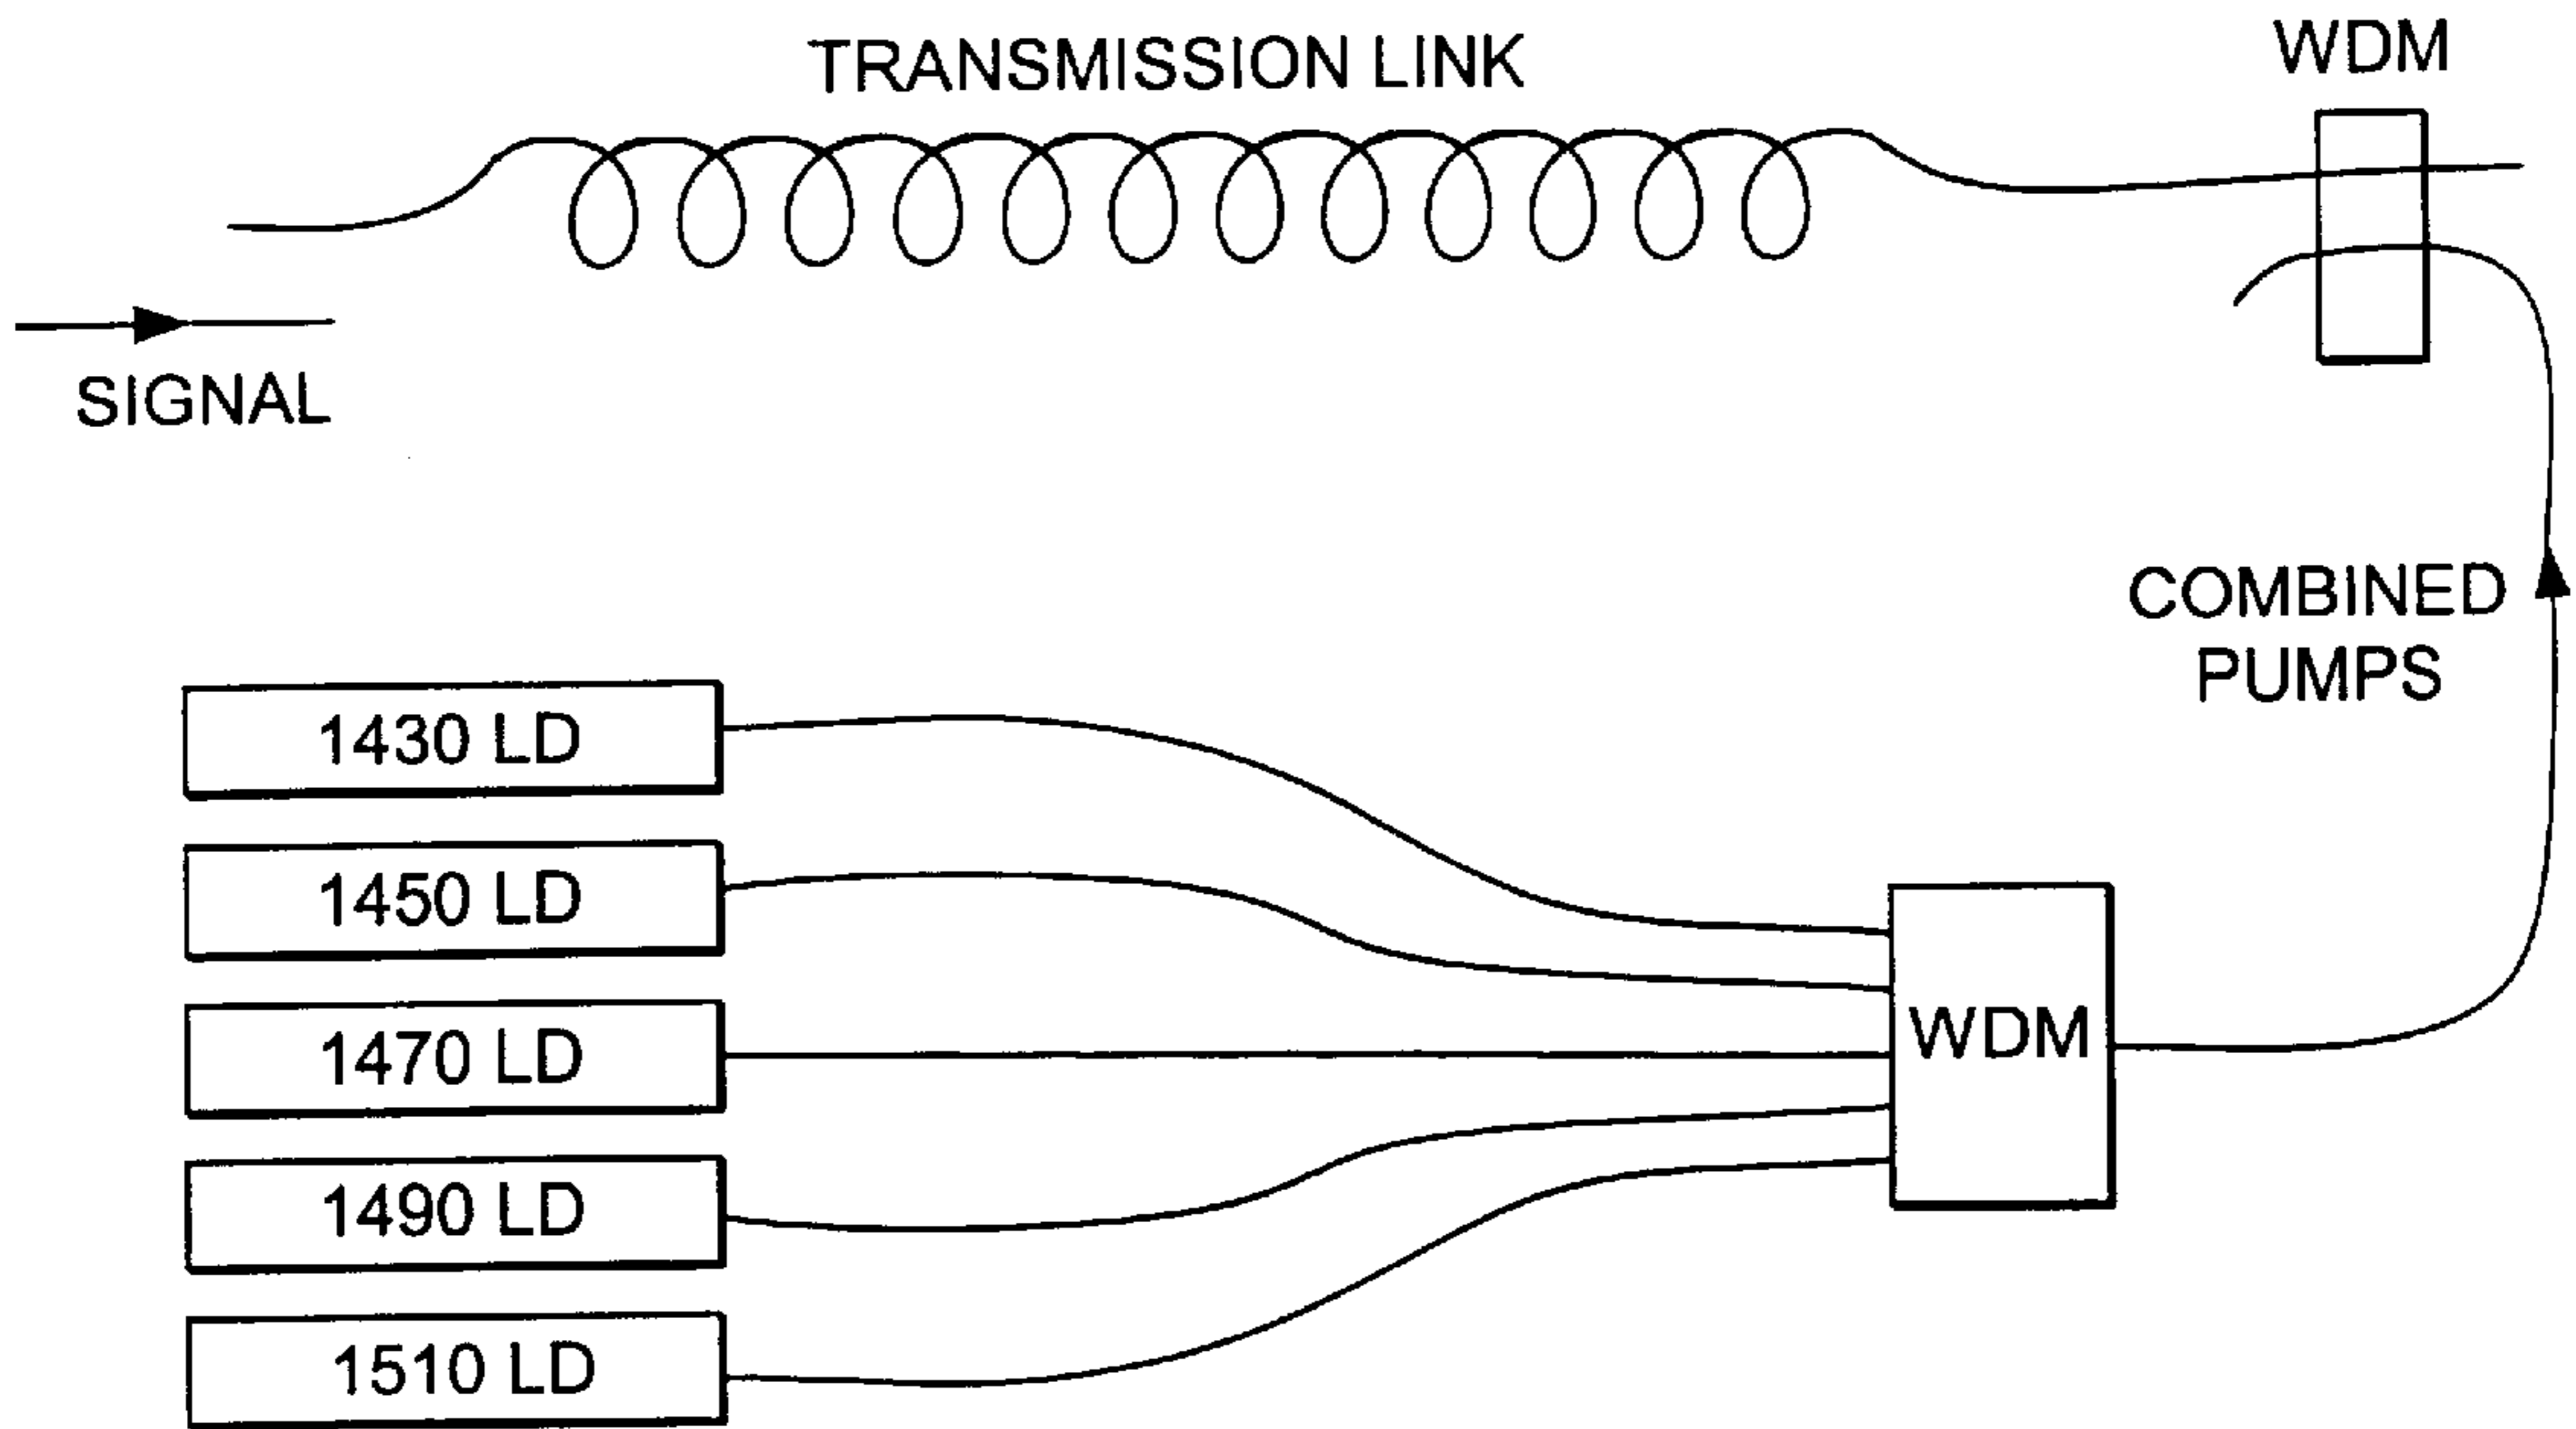 TRANSMISSION LINK
WDM
SIGNAL
COMBINED
PUMPS
1430 LD
1450 LD
1470 LD
1490 LD
1510 LD
WDM